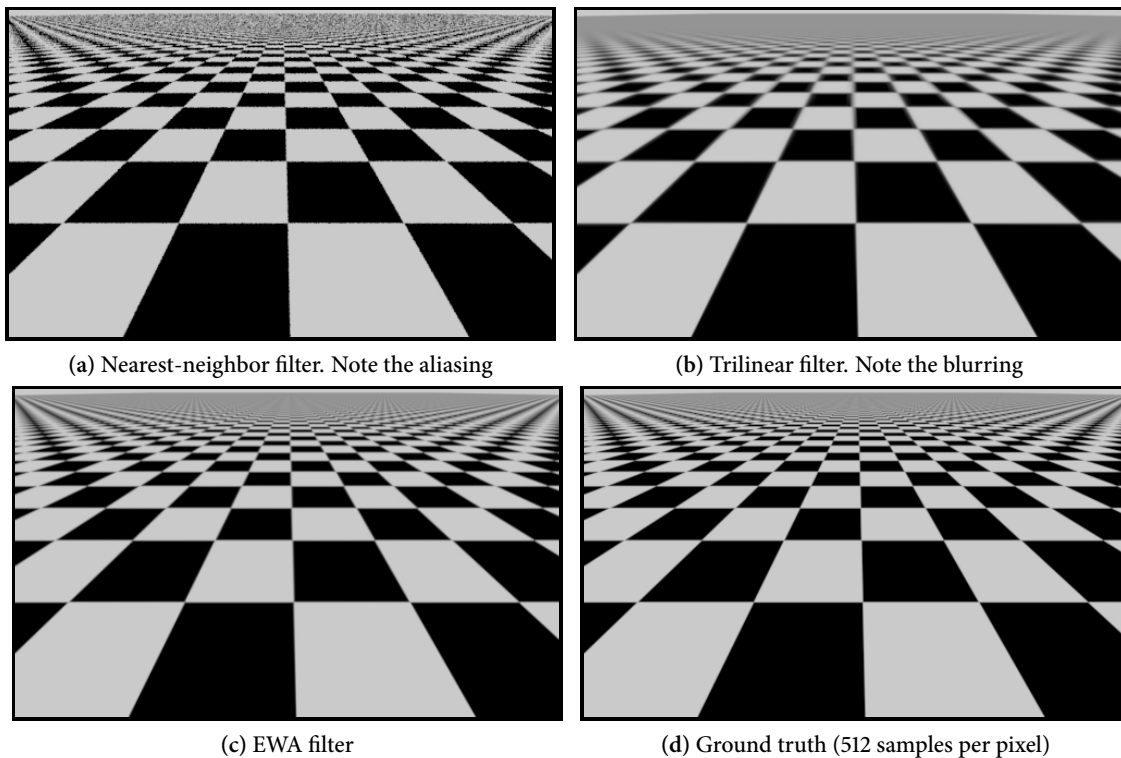 (a) Nearest-neighbor filter. Note the aliasing
(b) Trilinear filter. Note the blurring
(c) EWA filter
(d) Ground truth (512 samples per pixel)